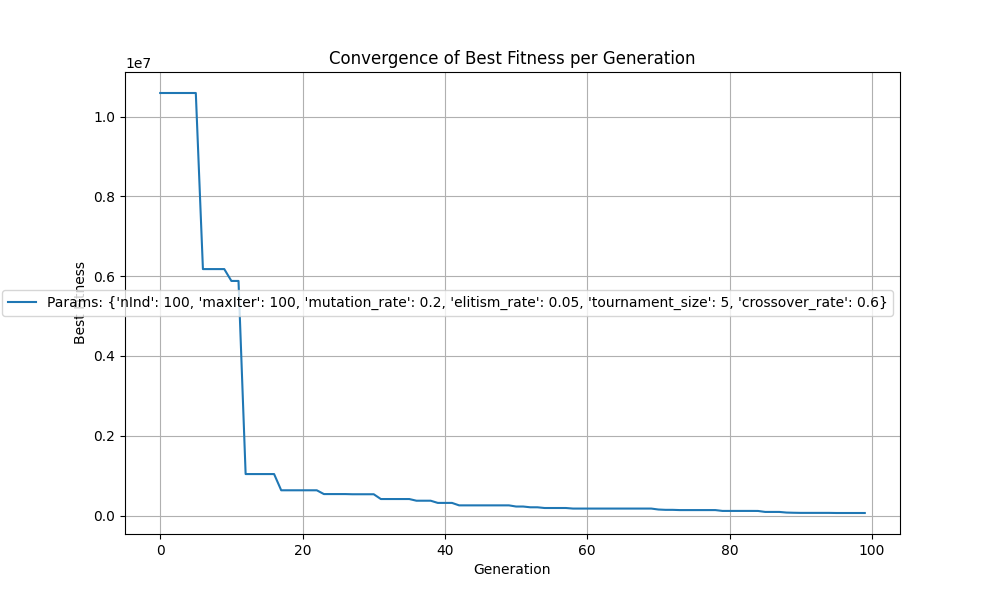 Convergence of Best Fitness per Generation
1e7
1.0
0.8
0.6
0.4
0.2
0.0
Best
Params: {'nInd': 100, 'maxIter': 100, 'mutation_rate': 0.2, 'elitism_rate': 0.05, 'tournament_size': 5, 'crossover_rate': 0.6}
0 20 40 60 80 100
Generation